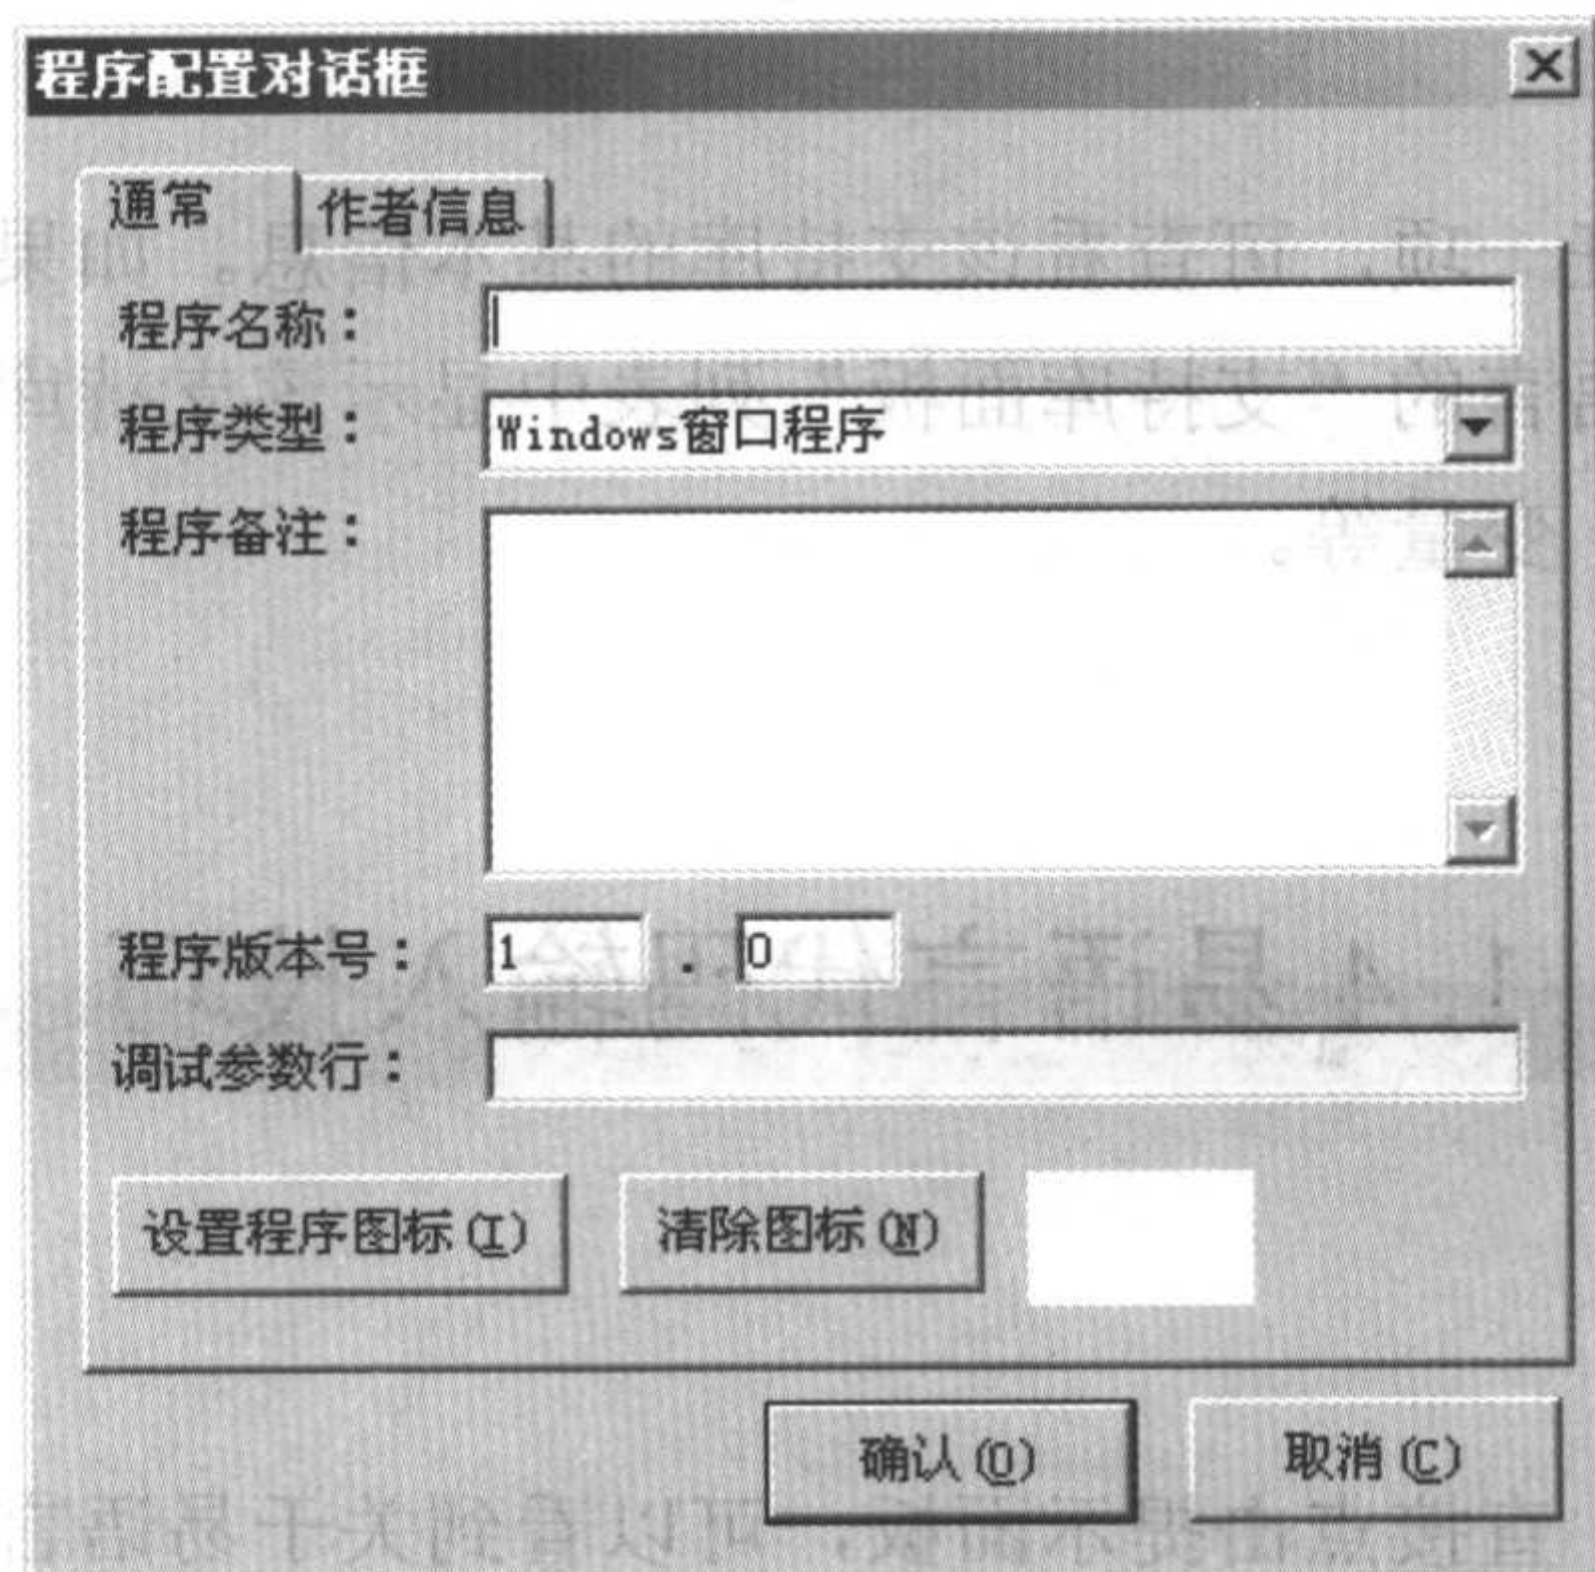 程序配置对话框
通常 作者信息
程序名称：
程序类型： Windows窗口程序
程序备注：
程序版本号： 1 . 0
调试参数行：
设置程序图标(I) 清除图标(N)
确认(O) 取消(C)